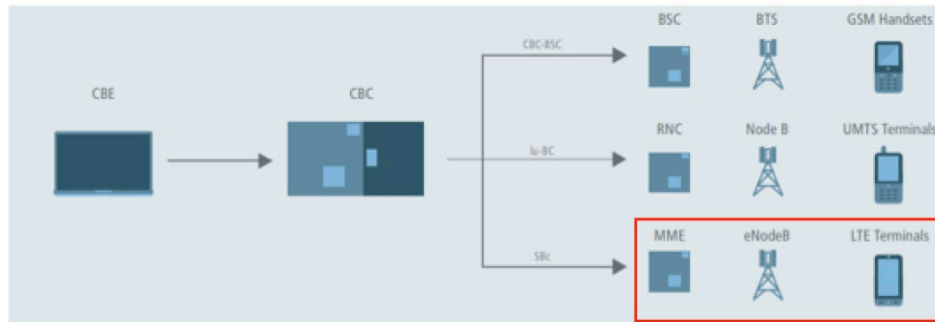 BSC BTS GSM Handsets
CBC-BSC
CBE CBC
RNC Node B UMTS Terminals
Iu-BC
MME eNodeB LTE Terminals
SBc